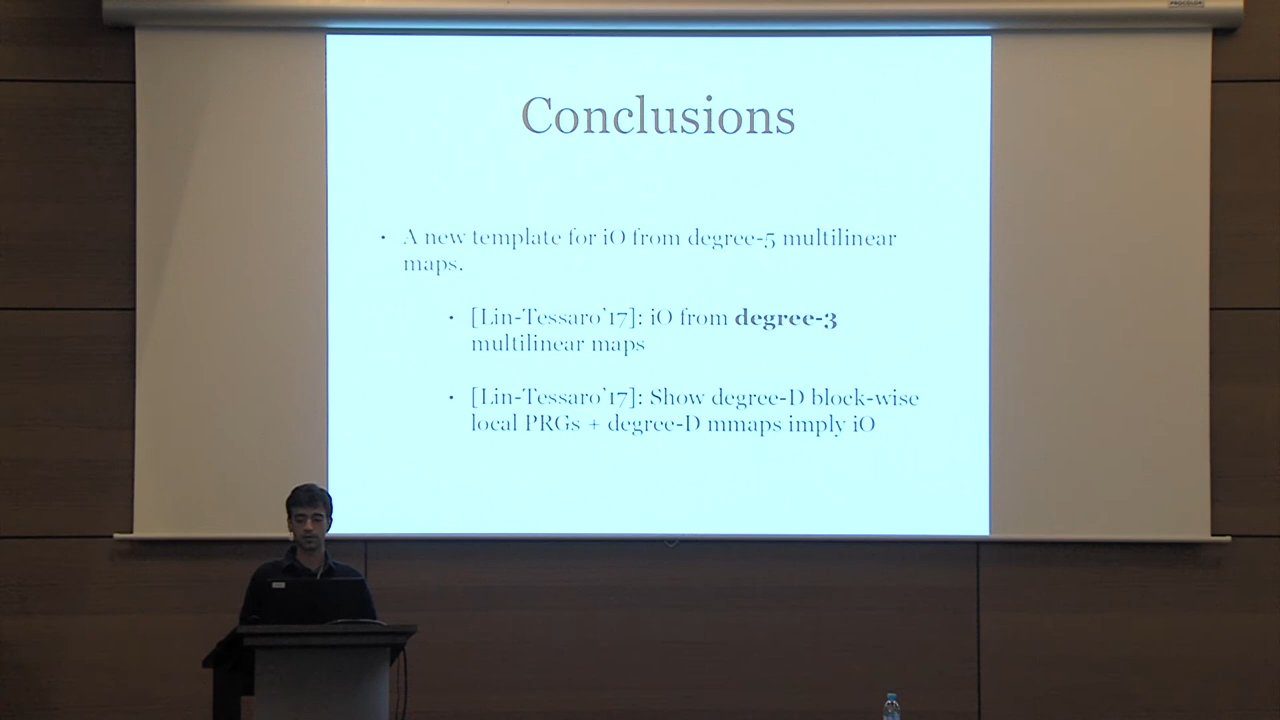 PROCOLOR
Conclusions
• A new template for iO from degree-5 multilinear
maps.
• [Lin-Tessaro'17]: iO from degree-3
multilinear maps
• [Lin-Tessaro'17]: Show degree-D block-wise
local PRGs + degree-D mmaps imply iO